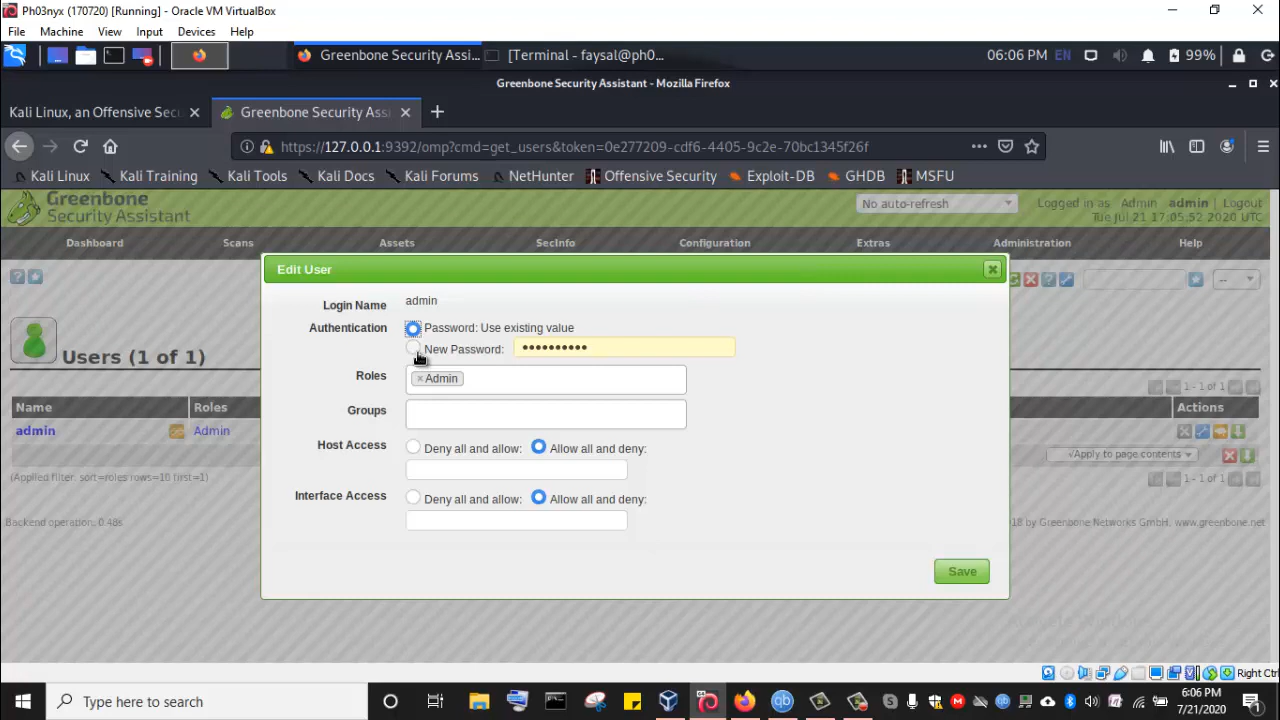 Ph03nyx (170720) [Running] - Oracle VM VirtualBox
File Machine View Input Devices Help
Greenbone Security Assi... [Terminal - faysal@ph0... 06:06 PM EN 99%
Greenbone Security Assistant - Mozilla Firefox
Kali Linux, an Offensive Secu Greenbone Security Assi
https://127.0.0.1:9392/omp?cmd=get_users&token=0e277209-cdf6-4405-9c2e-70bc1345f26f
Kali Linux Kali Training Kali Tools Kali Docs Kali Forums NetHunter Offensive Security Exploit-DB GHDB MSFU
Greenbone
Security Assistant
No auto-refresh
Logged in as Admin admin | Logout
Tue Jul 21 17:05:52 2020 UTC
Dashboard Scans Assets SecInfo Configuration Extras Administration Help
Edit User
Login Name admin
Authentication Password: Use existing value
New Password: ••••••••••
Roles × Admin
Groups
Host Access Deny all and allow: Allow all and deny:
Interface Access Deny all and allow: Allow all and deny:
Save
--
Users (1 of 1)
1 - 1 of 1
Name Roles Actions
admin Admin
√Apply to page contents
(Applied filter: sort=roles rows=10 first=1)
1 - 1 of 1
Backend operation: 0.48s
18 by Greenbone Networks GmbH, www.greenbone.net
Right Ctrl
Type here to search
6:06 PM
7/21/2020